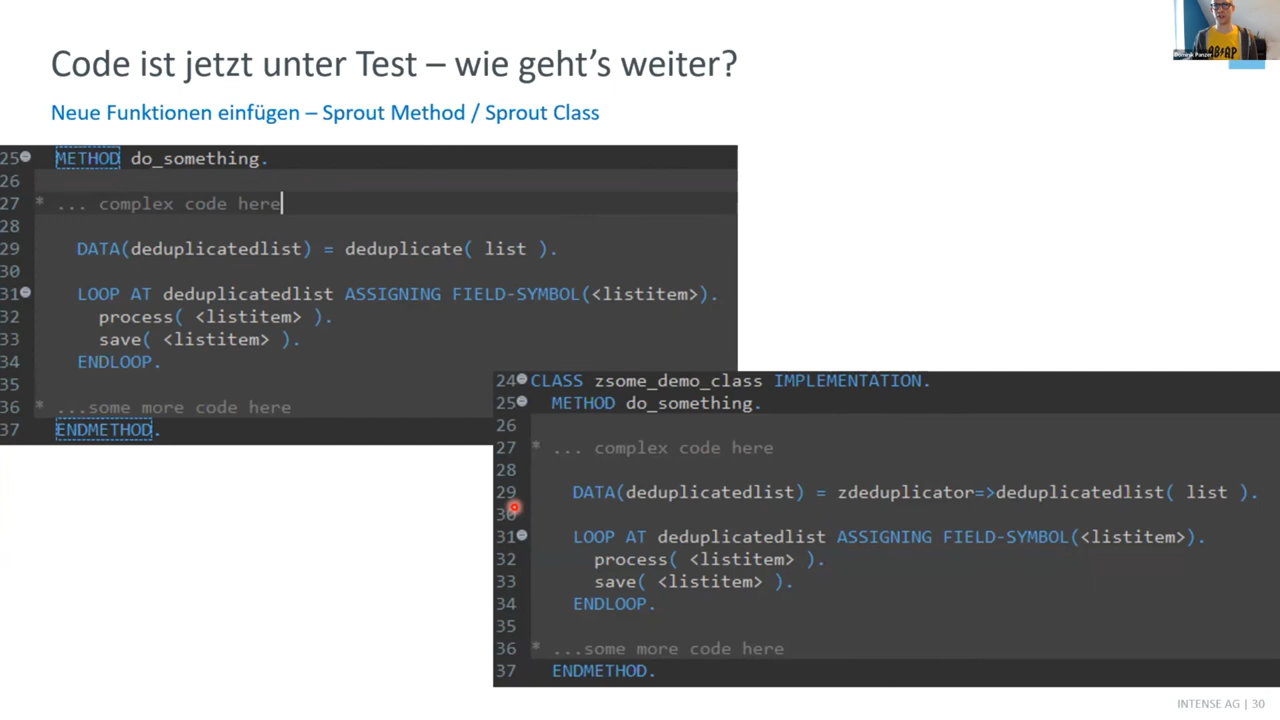 Code ist jetzt unter Test – wie geht’s weiter?
Neue Funktionen einfügen – Sprout Method / Sprout Class
25 METHOD do_something.
26
27 * ... complex code here
28
29 DATA(deduplicatedlist) = deduplicate( list ).
30
31 LOOP AT deduplicatedlist ASSIGNING FIELD-SYMBOL(<listitem>).
32 process( <listitem> ).
33 save( <listitem> ).
34 ENDLOOP.
35
36 * ...some more code here
37 ENDMETHOD.
24 CLASS zsome_demo_class IMPLEMENTATION.
25 METHOD do_something.
26
27 * ... complex code here
28
29 DATA(deduplicatedlist) = zdeduplicator=>deduplicatedlist( list ).
30
31 LOOP AT deduplicatedlist ASSIGNING FIELD-SYMBOL(<listitem>).
32 process( <listitem> ).
33 save( <listitem> ).
34 ENDLOOP.
35
36 * ...some more code here
37 ENDMETHOD.
Dominik Panzer
INTENSE AG | 30